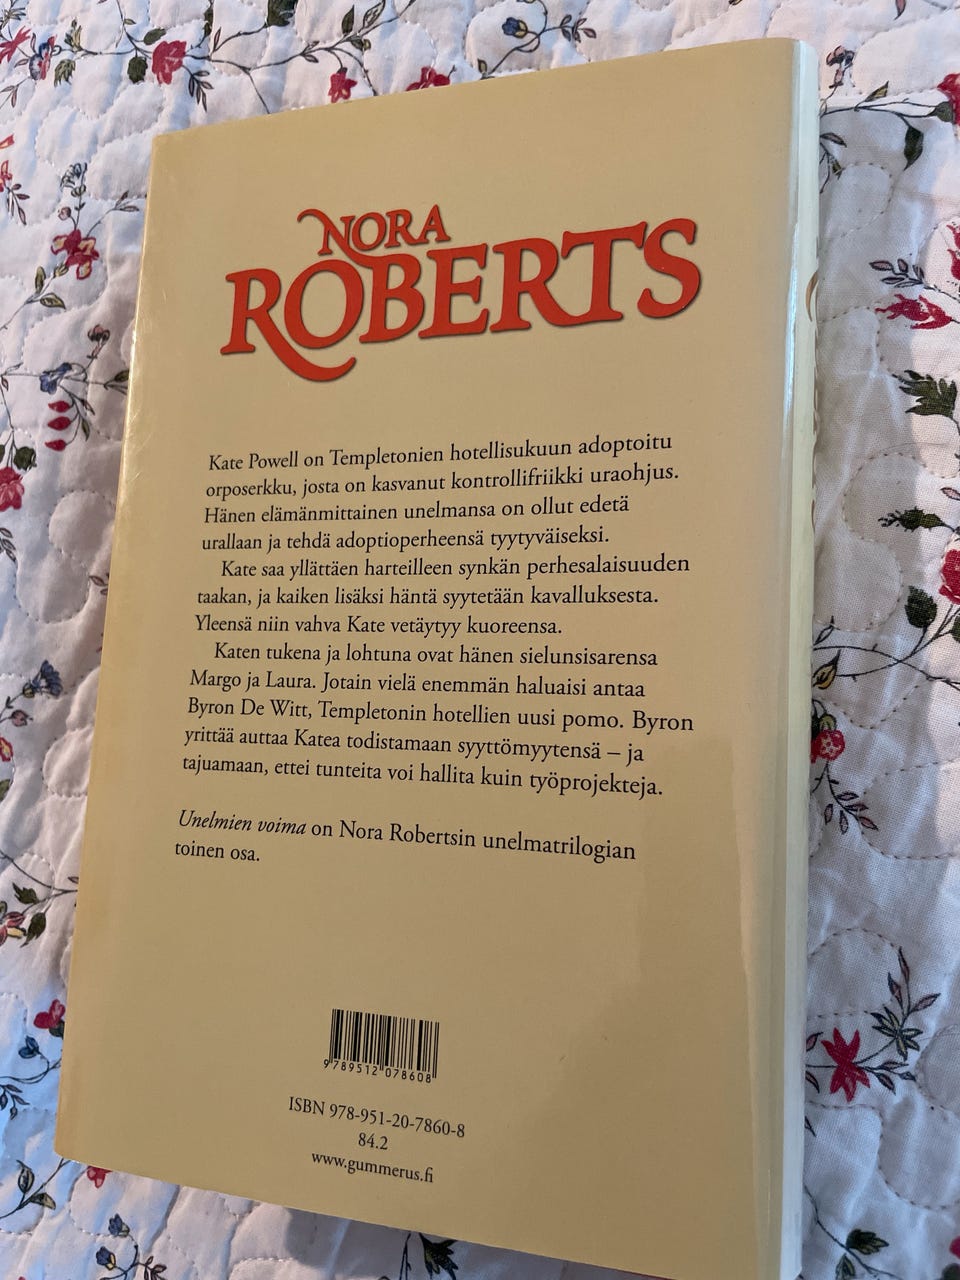 NORA
ROBERTS
Kate Powell on Templetonien hotellisukuun adoptoitu
orposerkku, josta on kasvanut kontrollifriikki uraohjus.
Hänen elämänmittainen unelmansa on ollut edetä
urallaan ja tehdä adoptioperheensä tyytyväiseksi.
Kate saa yllättäen harteilleen synkän perhesalaisuuden
taakan, ja kaiken lisäksi häntä syytetään kavalluksesta.
Yleensä niin vahva Kate vetäytyy kuoreensa.
Katen tukena ja lohtuna ovat hänen sielunsisarensa
Margo ja Laura. Jotain vielä enemmän haluaisi antaa
Byron De Witt, Templetonin hotellien uusi pomo. Byron
yrittää auttaa Katea todistamaan syyttömyytensä – ja
tajuamaan, ettei tunteita voi hallita kuin työprojekteja.
Unelmien voima on Nora Robertsin unelmatrilogian
toinen osa.
9 789512 078608
ISBN 978-951-20-7860-8
84.2
www.gummerus.fi